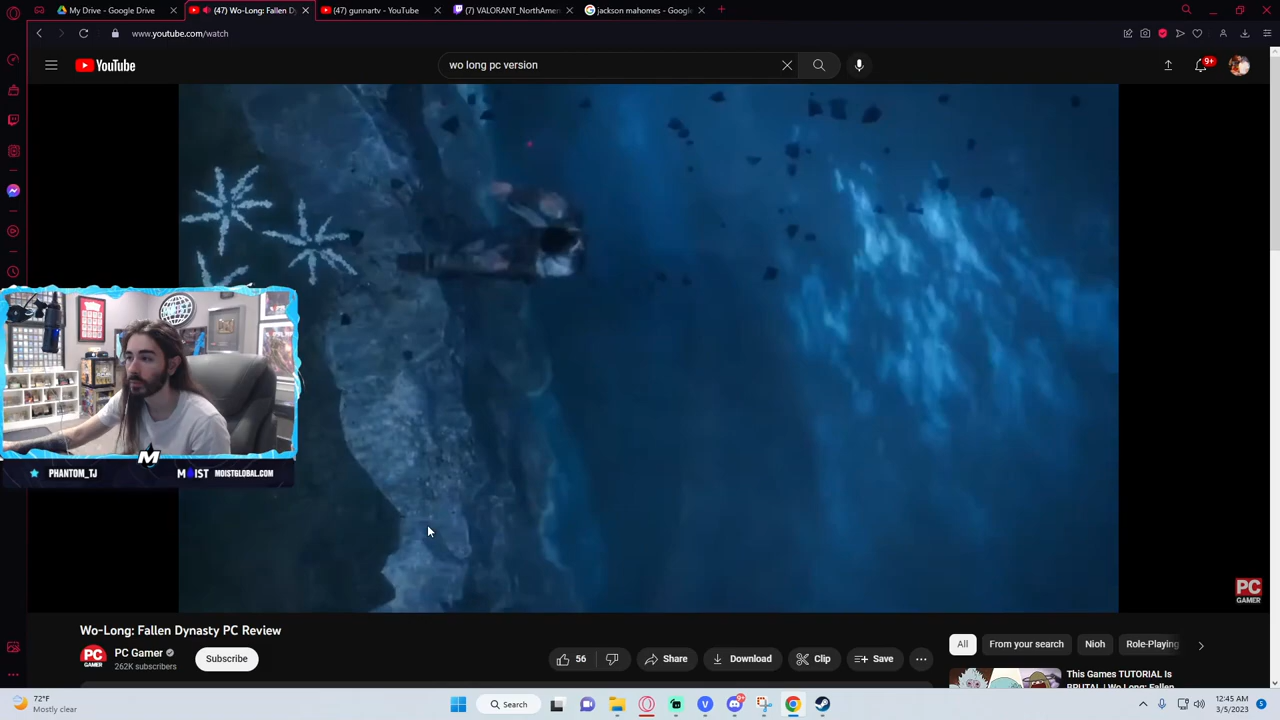 My Drive - Google Drive
(47) Wo-Long: Fallen D
(47) gunnartv - YouTube
(7) VALORANT_NorthAmeri
jackson mahomes - Google
www.youtube.com/watch
YouTube
wo long pc version
9+
PHANTOM_TJ
M
MOIST
MOISTGLOBAL.COM
PC
GAMER
Wo-Long: Fallen Dynasty PC Review
PC Gamer
262K subscribers
Subscribe
56
Share
Download
Clip
Save
All
From your search
Nioh
Role-Playing
This Games TUTORIAL Is
BRUTAL | Wo Long: Fallen
72°F
Mostly clear
Search
12:45 AM
3/5/2023